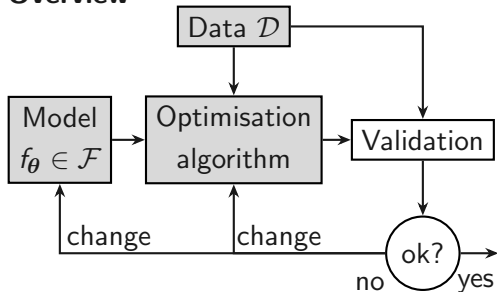 Overview
Data 𝒟
Model
f_θ ∈ ℱ
Optimisation
algorithm
Validation
change
change
ok?
no
yes